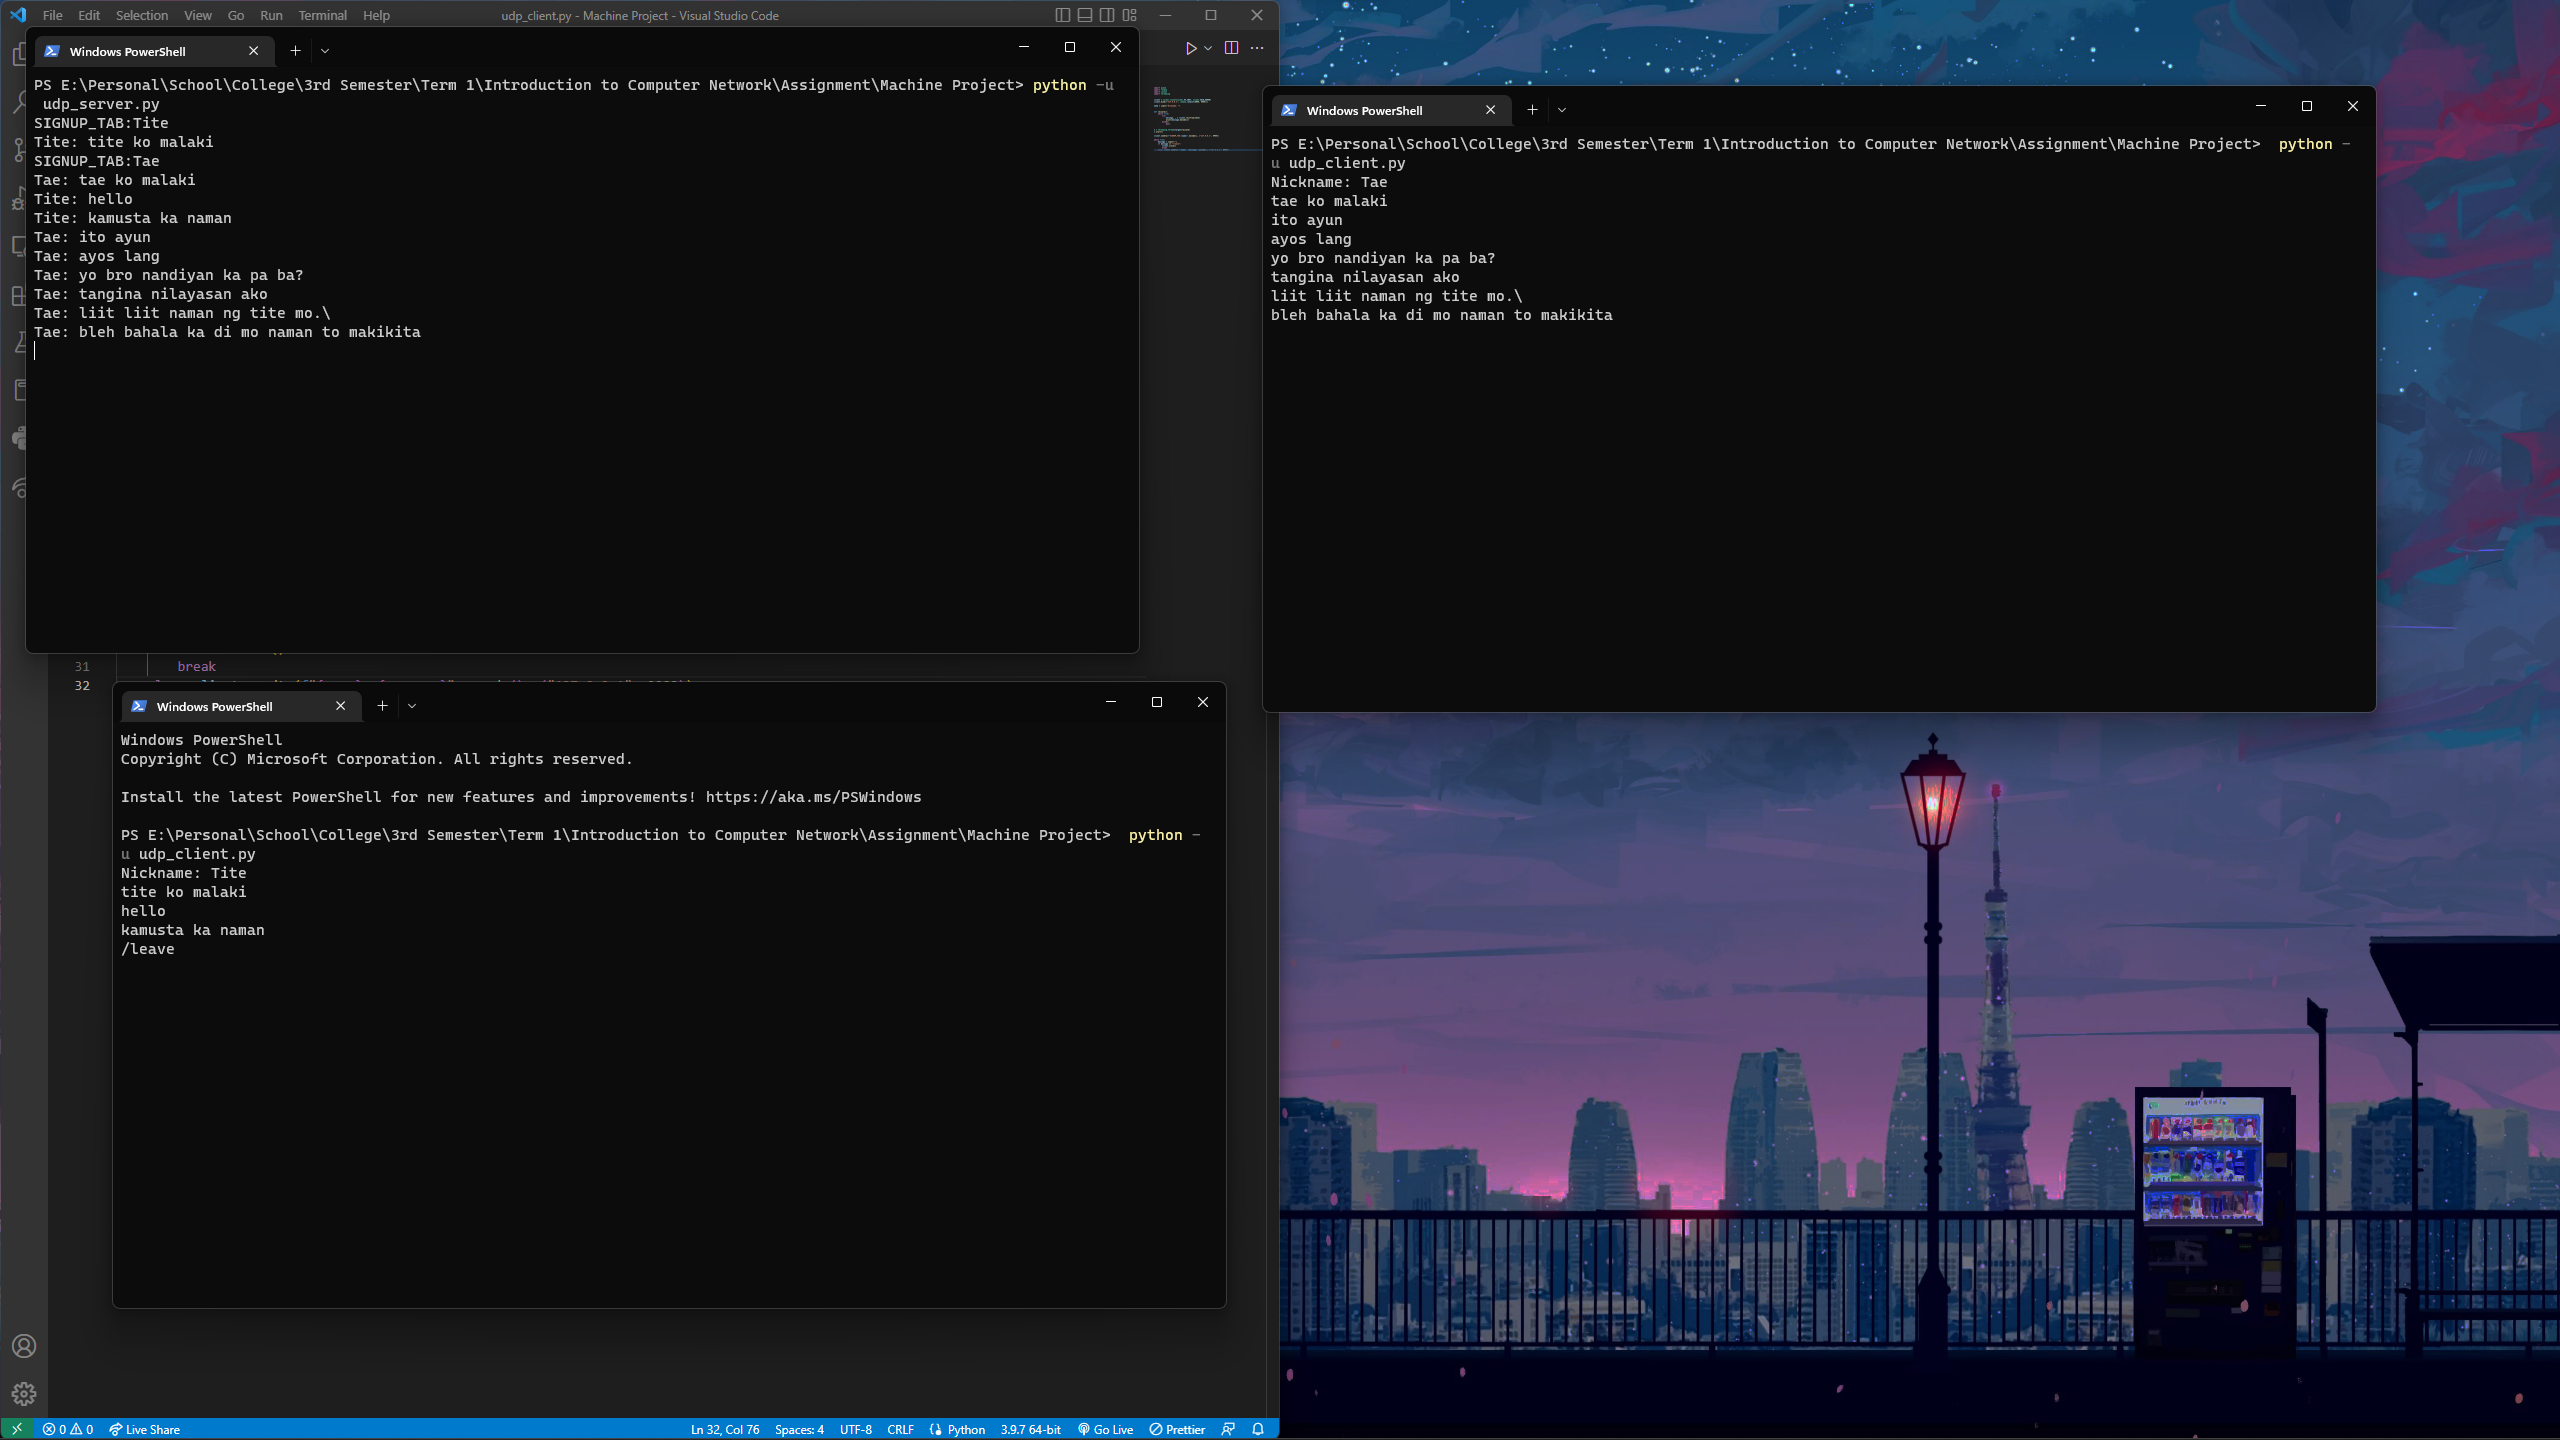 File Edit Selection View Go Run Terminal Help
udp_client.py - Machine Project - Visual Studio Code
Windows PowerShell
PS E:\Personal\School\College\3rd Semester\Term 1\Introduction to Computer Network\Assignment\Machine Project> python -u
udp_server.py
SIGNUP_TAB:Tite
Tite: tite ko malaki
SIGNUP_TAB:Tae
Tae: tae ko malaki
Tite: hello
Tite: kamusta ka naman
Tae: ito ayun
Tae: ayos lang
Tae: yo bro nandiyan ka pa ba?
Tae: tangina nilayasan ako
Tae: liit liit naman ng tite mo.\
Tae: bleh bahala ka di mo naman to makikita
Windows PowerShell
PS E:\Personal\School\College\3rd Semester\Term 1\Introduction to Computer Network\Assignment\Machine Project> python -
u udp_client.py
Nickname: Tae
tae ko malaki
ito ayun
ayos lang
yo bro nandiyan ka pa ba?
tangina nilayasan ako
liit liit naman ng tite mo.\
bleh bahala ka di mo naman to makikita
31 break
32
Windows PowerShell
Windows PowerShell
Copyright (C) Microsoft Corporation. All rights reserved.
Install the latest PowerShell for new features and improvements! https://aka.ms/PSWindows
PS E:\Personal\School\College\3rd Semester\Term 1\Introduction to Computer Network\Assignment\Machine Project> python -
u udp_client.py
Nickname: Tite
tite ko malaki
hello
kamusta ka naman
/leave
0 0 Live Share
Ln 32, Col 76 Spaces: 4 UTF-8 CRLF Python 3.9.7 64-bit Go Live Prettier